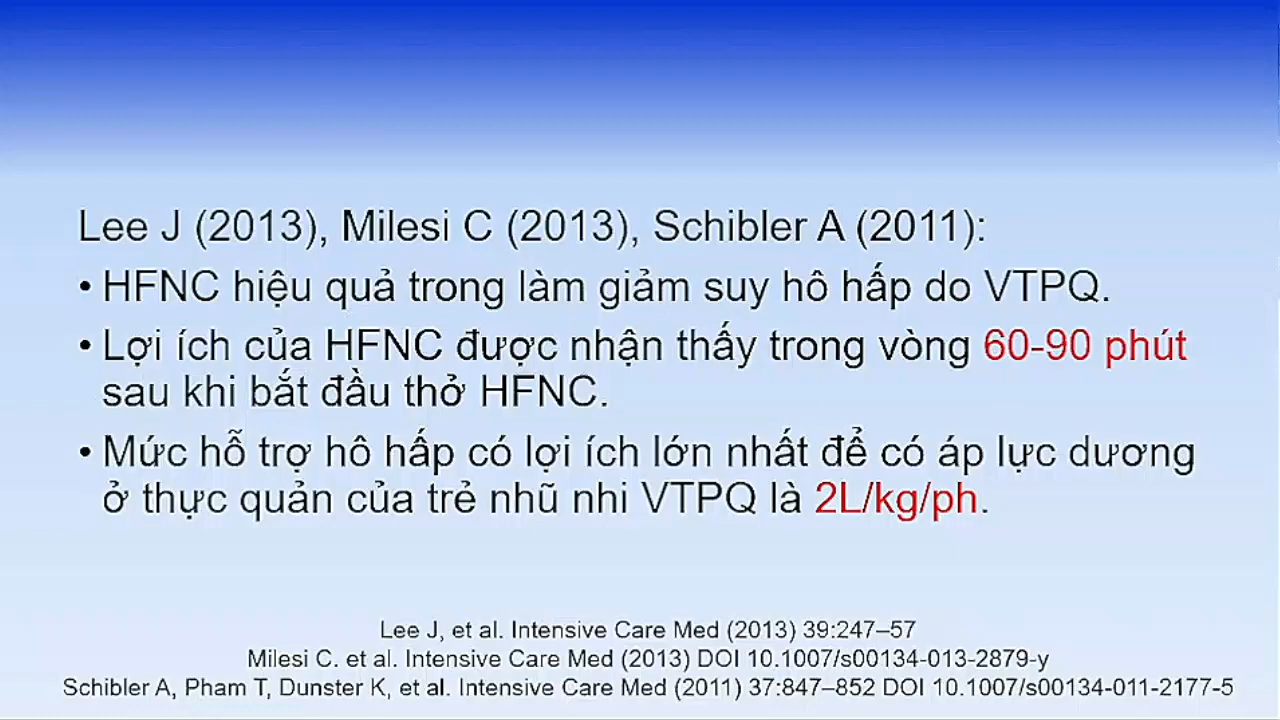 Lee J (2013), Milesi C (2013), Schibler A (2011):
• HFNC hiệu quả trong làm giảm suy hô hấp do VTPQ.
• Lợi ích của HFNC được nhận thấy trong vòng 60-90 phút
sau khi bắt đầu thở HFNC.
• Mức hỗ trợ hô hấp có lợi ích lớn nhất để có áp lực dương
ở thực quản của trẻ nhũ nhi VTPQ là 2L/kg/ph.
Lee J, et al. Intensive Care Med (2013) 39:247–57
Milesi C. et al. Intensive Care Med (2013) DOI 10.1007/s00134-013-2879-y
Schibler A, Pham T, Dunster K, et al. Intensive Care Med (2011) 37:847–852 DOI 10.1007/s00134-011-2177-5